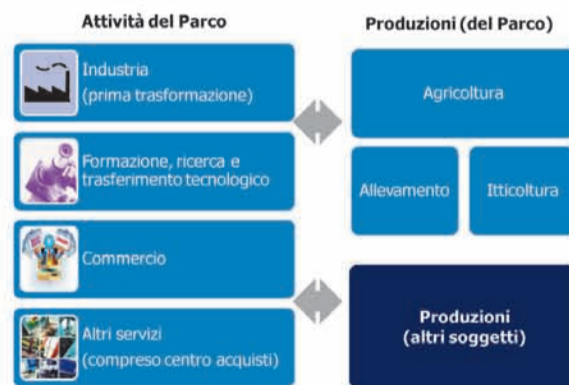 Attività del Parco
Industria
(prima trasformazione)
Formazione, ricerca e
trasferimento tecnologico
Commercio
Altri servizi
(compreso centro acquisti)
Produzioni (del Parco)
Agricoltura
Allevamento
Itticoltura
Produzioni
(altri soggetti)